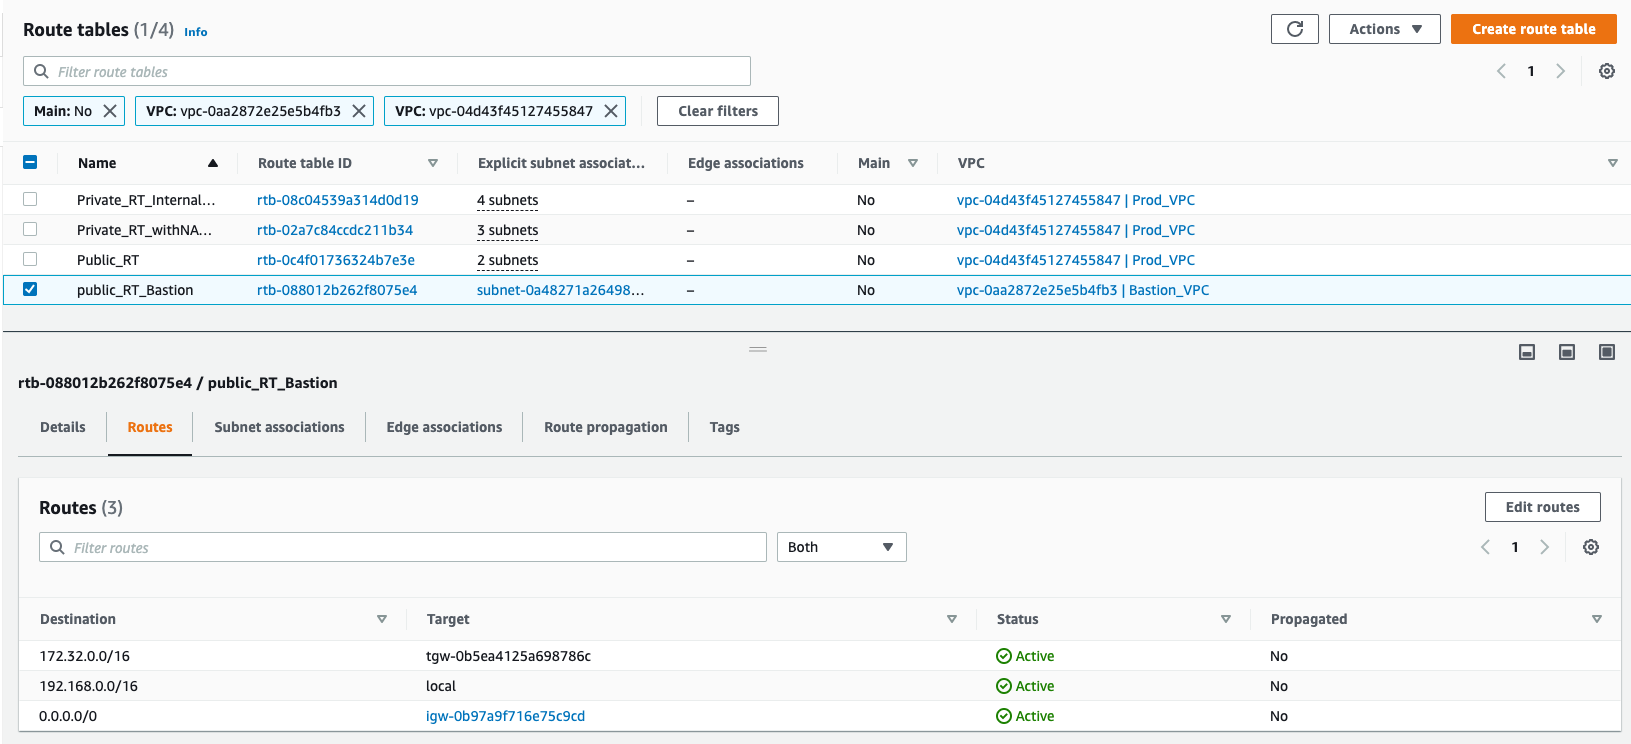 Route tables (1/4) Info
Actions
Create route table
Filter route tables
1
Main: No
VPC: vpc-0aa2872e25e5b4fb3
VPC: vpc-04d43f45127455847
Clear filters
Name Route table ID Explicit subnet associat... Edge associations Main VPC
Private_RT_Internal... rtb-08c04539a314d0d19 4 subnets – No vpc-04d43f45127455847 | Prod_VPC
Private_RT_withNA... rtb-02a7c84ccdc211b34 3 subnets – No vpc-04d43f45127455847 | Prod_VPC
Public_RT rtb-0c4f01736324b7e3e 2 subnets – No vpc-04d43f45127455847 | Prod_VPC
public_RT_Bastion rtb-088012b262f8075e4 subnet-0a48271a26498... – No vpc-0aa2872e25e5b4fb3 | Bastion_VPC
rtb-088012b262f8075e4 / public_RT_Bastion
Details Routes Subnet associations Edge associations Route propagation Tags
Routes (3)
Edit routes
Filter routes
Both
1
Destination Target Status Propagated
172.32.0.0/16 tgw-0b5ea4125a698786c Active No
192.168.0.0/16 local Active No
0.0.0.0/0 igw-0b97a9f716e75c9cd Active No